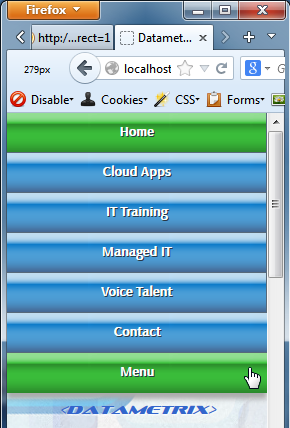 Firefox
http:/...rect=1
Datamet...
279px
localhost
Disable
Cookies
CSS
Forms
Home
Cloud Apps
IT Training
Managed IT
Voice Talent
Contact
Menu
<DATAMETRIX>